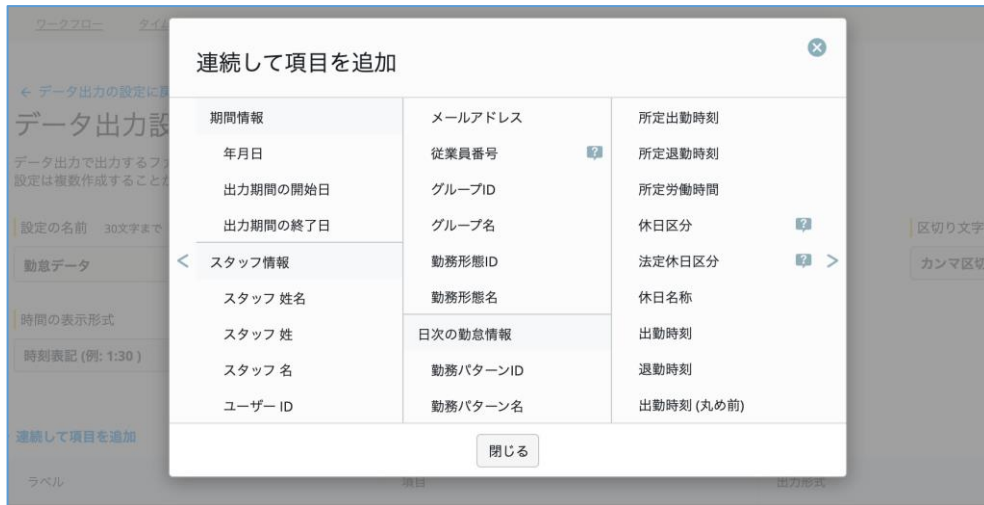 ワークフロー
タイム
← データ出力の設定に戻
データ出力設
データ出力で出力するファ
設定は複数作成することが
設定の名前 30文字まで
勤怠データ
時間の表示形式
時刻表記 (例: 1:30 )
連続して項目を追加
ラベル
項目
出力形式
区切り文字
カンマ区切
連続して項目を追加
期間情報
年月日
出力期間の開始日
出力期間の終了日
スタッフ情報
スタッフ 姓名
スタッフ 姓
スタッフ 名
ユーザー ID
メールアドレス
従業員番号
グループID
グループ名
勤務形態ID
勤務形態名
日次の勤怠情報
勤務パターンID
勤務パターン名
所定出勤時刻
所定退勤時刻
所定労働時間
休日区分
法定休日区分
休日名称
出勤時刻
退勤時刻
出勤時刻 (丸め前)
閉じる